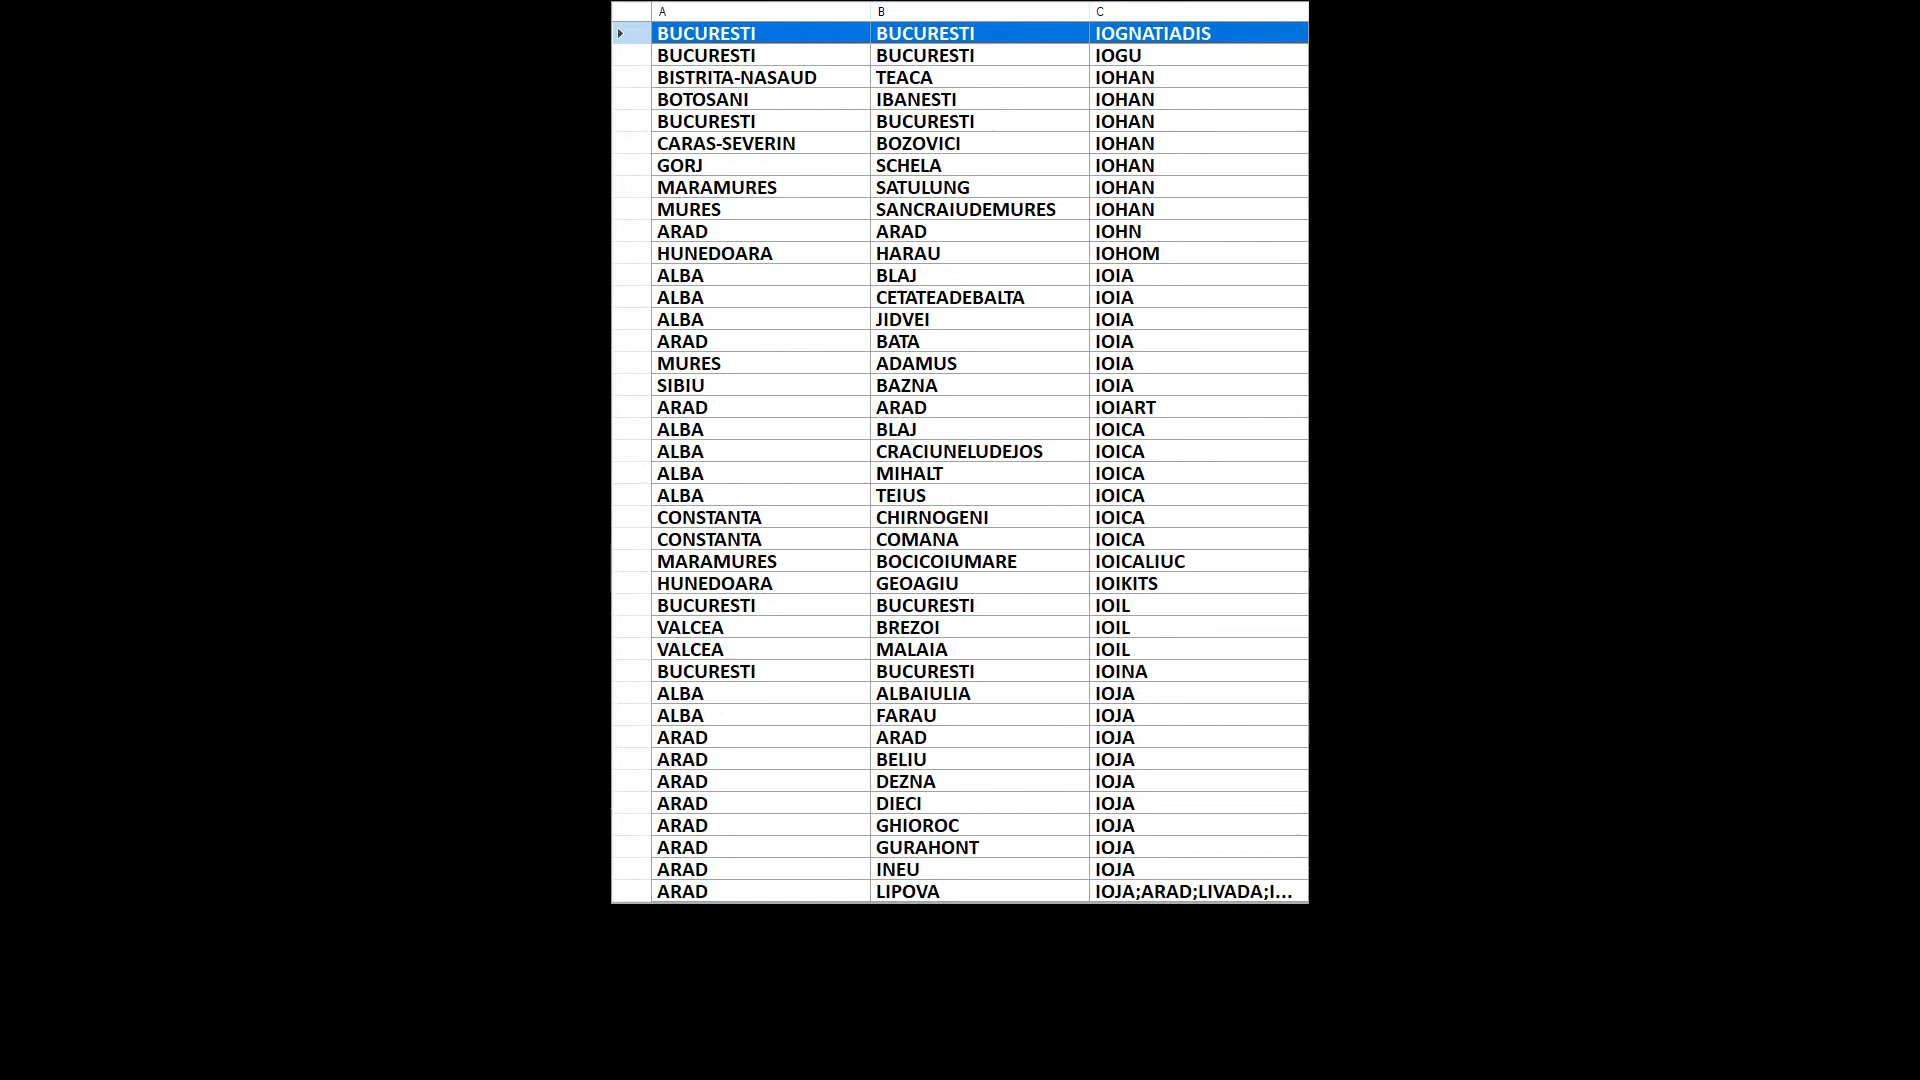 A B C
BUCURESTI BUCURESTI IOGNATIADIS
BUCURESTI BUCURESTI IOGU
BISTRITA-NASAUD TEACA IOHAN
BOTOSANI IBANESTI IOHAN
BUCURESTI BUCURESTI IOHAN
CARAS-SEVERIN BOZOVICI IOHAN
GORJ SCHELA IOHAN
MARAMURES SATULUNG IOHAN
MURES SANCRAIUDEMURES IOHAN
ARAD ARAD IOHN
HUNEDOARA HARAU IOHOM
ALBA BLAJ IOIA
ALBA CETATEADEBALTA IOIA
ALBA JIDVEI IOIA
ARAD BATA IOIA
MURES ADAMUS IOIA
SIBIU BAZNA IOIA
ARAD ARAD IOIART
ALBA BLAJ IOICA
ALBA CRACIUNELUDEJOS IOICA
ALBA MIHALT IOICA
ALBA TEIUS IOICA
CONSTANTA CHIRNOGENI IOICA
CONSTANTA COMANA IOICA
MARAMURES BOCICOIUMARE IOICALIUC
HUNEDOARA GEOAGIU IOIKITS
BUCURESTI BUCURESTI IOIL
VALCEA BREZOI IOIL
VALCEA MALAIA IOIL
BUCURESTI BUCURESTI IOINA
ALBA ALBAIULIA IOJA
ALBA FARAU IOJA
ARAD ARAD IOJA
ARAD BELIU IOJA
ARAD DEZNA IOJA
ARAD DIECI IOJA
ARAD GHIOROC IOJA
ARAD GURAHONT IOJA
ARAD INEU IOJA
ARAD LIPOVA IOJA;ARAD;LIVADA;I...